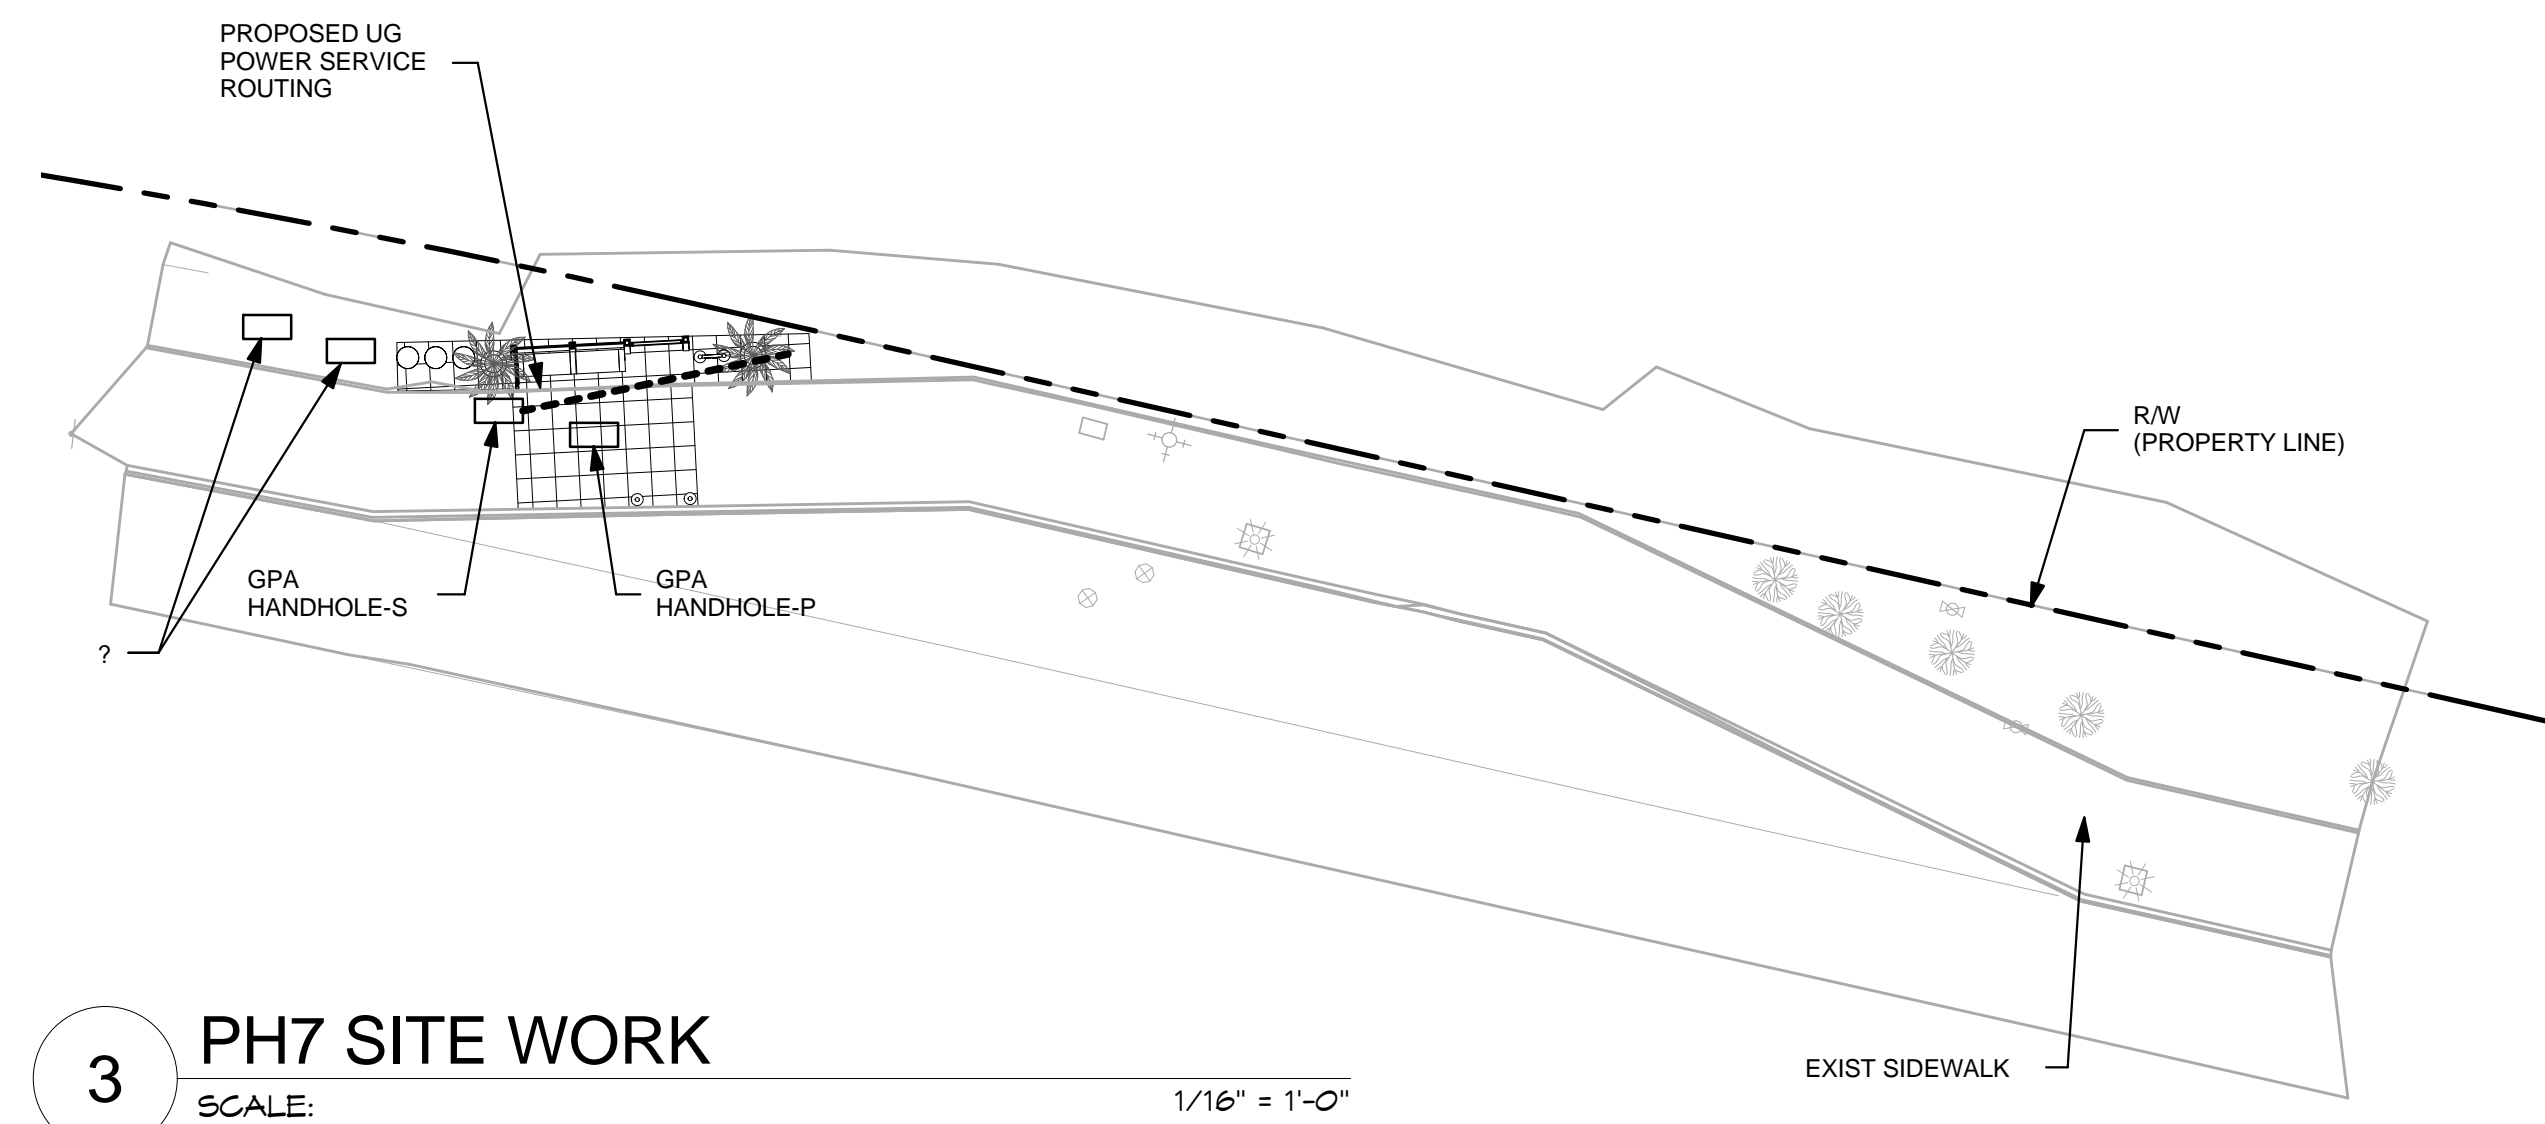 PROPOSED UG
POWER SERVICE
ROUTING
R/W
(PROPERTY LINE)
GPA
HANDHOLE-S
GPA
HANDHOLE-P
?
EXIST SIDEWALK
3
PH7 SITE WORK
SCALE:
1/16" = 1'-0"